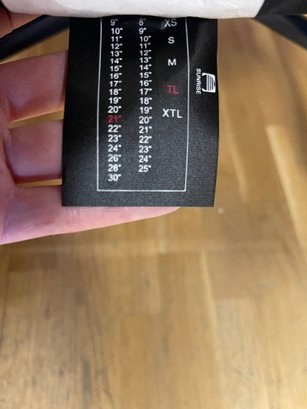 9" 8" XS
10" 9"
11" 10" S
12" 11"
13" 12"
14" 13" M
15" 14"
16" 15"
17" 16"
18" 17" TL
19" 18"
20" 19" XTL
21" 20"
22" 21"
23" 22"
24" 23"
26" 24"
28" 25"
30"
SUNRISE